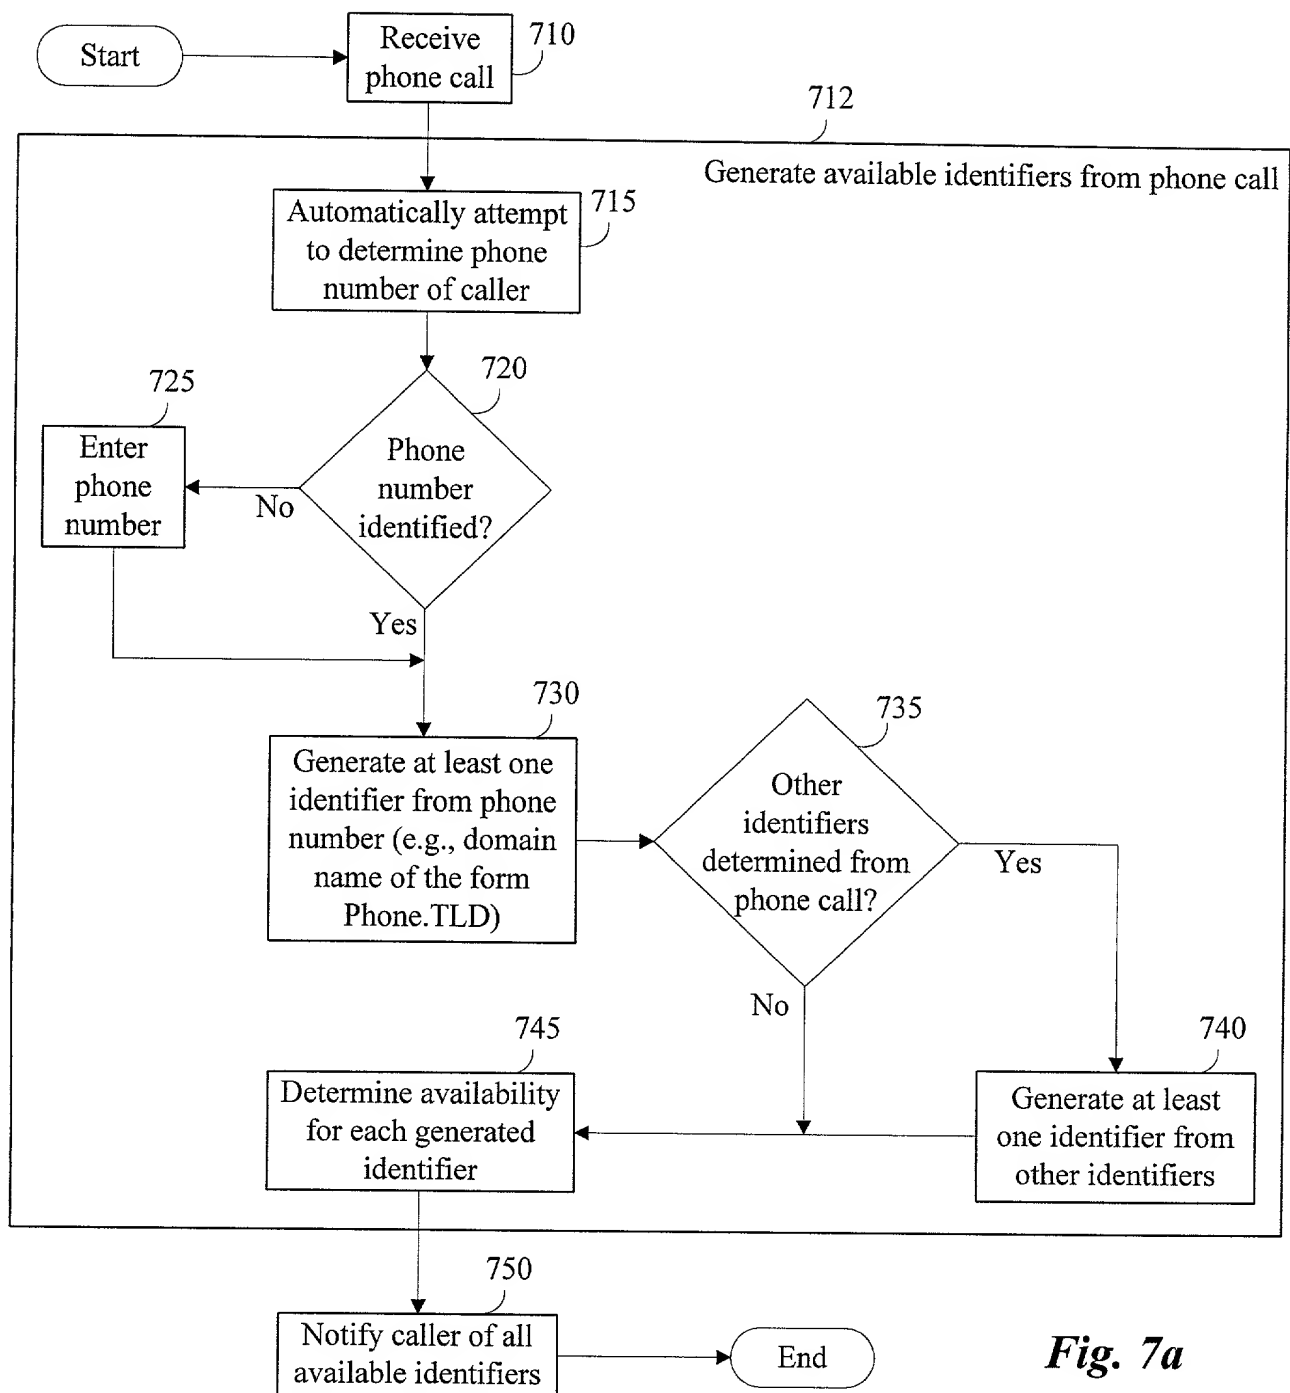 Start
Receive
phone call
710
712
Generate available identifiers from phone call
Automatically attempt
to determine phone
number of caller
715
720
725
Enter
phone
number
Phone
number
identified?
No
Yes
730
Generate at least one
identifier from phone
number (e.g., domain
name of the form
Phone.TLD)
735
Other
identifiers
determined from
phone call?
Yes
No
745
Determine availability
for each generated
identifier
740
Generate at least
one identifier from
other identifiers
750
Notify caller of all
available identifiers
End
Fig. 7a